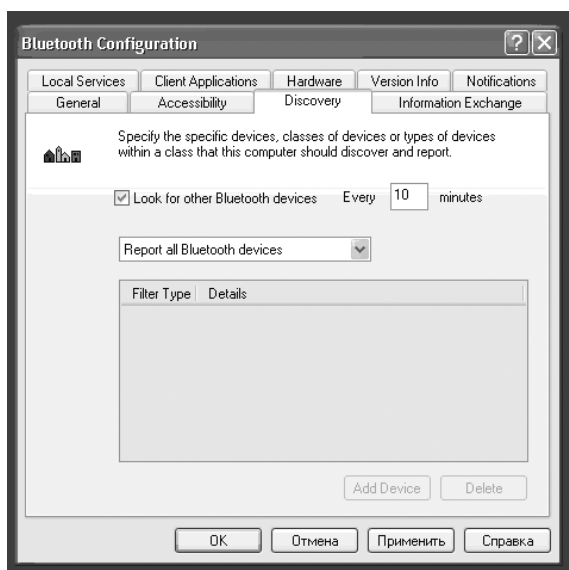 Bluetooth Configuration
Local Services Client Applications Hardware Version Info Notifications
General Accessibility Discovery Information Exchange
Specify the specific devices, classes of devices or types of devices
within a class that this computer should discover and report.
Look for other Bluetooth devices Every 10 minutes
Report all Bluetooth devices
Filter Type Details
Add Device Delete
OK Отмена Применить Справка